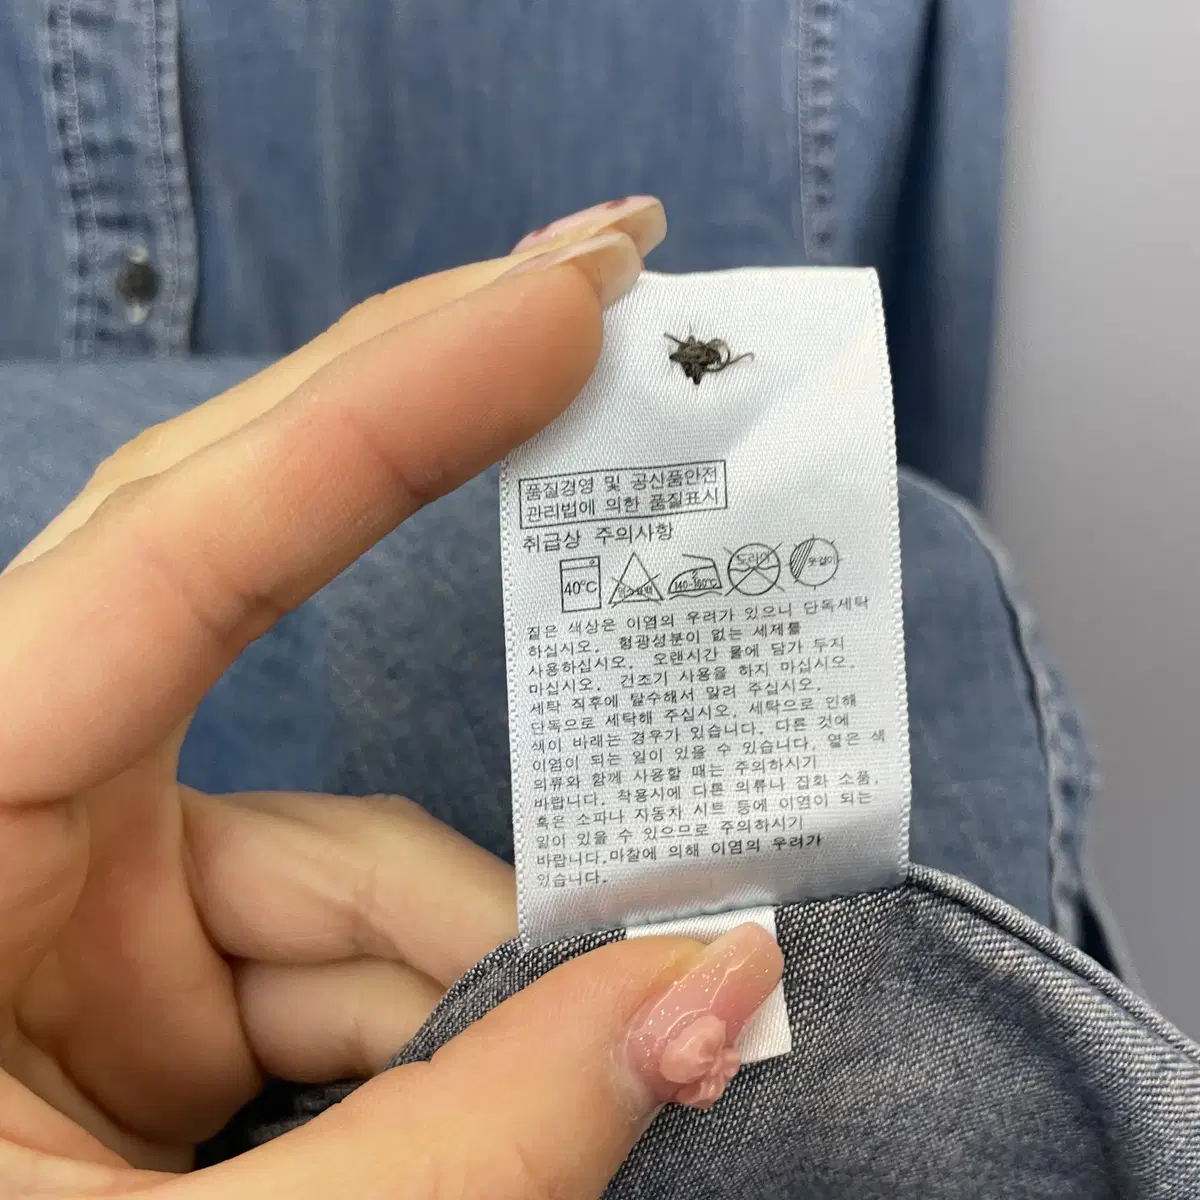 품질경영 및 공산품안전
관리법에 의한 품질표시
취급상 주의사항
40°C
염소표백
140~160°C
드라이
옷걸이
짙은 색상은 이염의 우려가 있으니 단독세탁
하십시오. 형광성분이 없는 세제를
사용하십시오. 오랜시간 물에 담가 두지
마십시오. 건조기 사용을 하지 마십시오.
세탁 직후에 탈수해서 말려 주십시오.
단독으로 세탁해 주십시오. 세탁으로 인해
색이 바래는 경우가 있습니다. 다른 것에
이염이 되는 일이 있을 수 있습니다. 옅은 색
의류와 함께 사용할 때는 주의하시기
바랍니다. 착용시에 다른 의류나 잡화 소품,
혹은 소파나 자동차 시트 등에 이염이 되는
일이 있을 수 있으므로 주의하시기
바랍니다.마찰에 의해 이염의 우려가
있습니다.